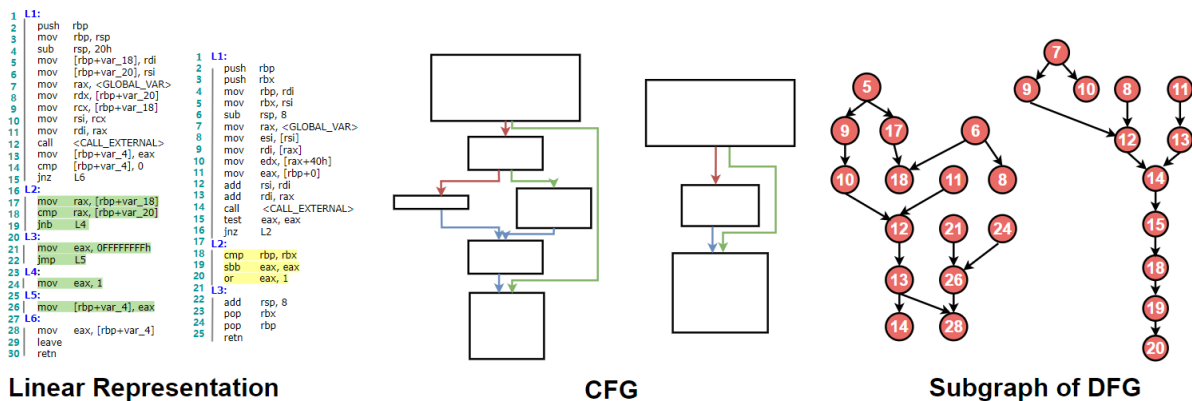 1 L1:
2 push rbp
3 mov rbp, rsp
4 sub rsp, 20h
5 mov [rbp+var_18], rdi
6 mov [rbp+var_20], rsi
7 mov rax, <GLOBAL_VAR>
8 mov rdx, [rbp+var_20]
9 mov rcx, [rbp+var_18]
10 mov rsi, rcx
11 mov rdi, rax
12 call <CALL_EXTERNAL>
13 mov [rbp+var_4], eax
14 cmp [rbp+var_4], 0
15 jnz L6
16 L2:
17 mov rax, [rbp+var_18]
18 cmp rax, [rbp+var_20]
19 jnb L4
20 L3:
21 mov eax, 0FFFFFFFFh
22 jmp L5
23 L4:
24 mov eax, 1
25 L5:
26 mov [rbp+var_4], eax
27 L6:
28 mov eax, [rbp+var_4]
29 leave
30 retn
1 L1:
2 push rbp
3 push rbx
4 mov rbp, rdi
5 mov rbx, rsi
6 sub rsp, 8
7 mov rax, <GLOBAL_VAR>
8 mov esi, [rsi]
9 mov rdi, [rax]
10 mov edx, [rax+40h]
11 mov eax, [rbp+0]
12 add rsi, rdi
13 add rdi, rax
14 call <CALL_EXTERNAL>
15 test eax, eax
16 jnz L2
17 L2:
18 cmp rbp, rbx
19 sbb eax, eax
20 or eax, 1
21 L3:
22 add rsp, 8
23 pop rbx
24 pop rbp
25 retn
5
9 17 6
10 18 11 8
12 21 24
13 26
14 28
7
9 10 8 11
12 13
14
15
18
19
20
Linear Representation
CFG
Subgraph of DFG